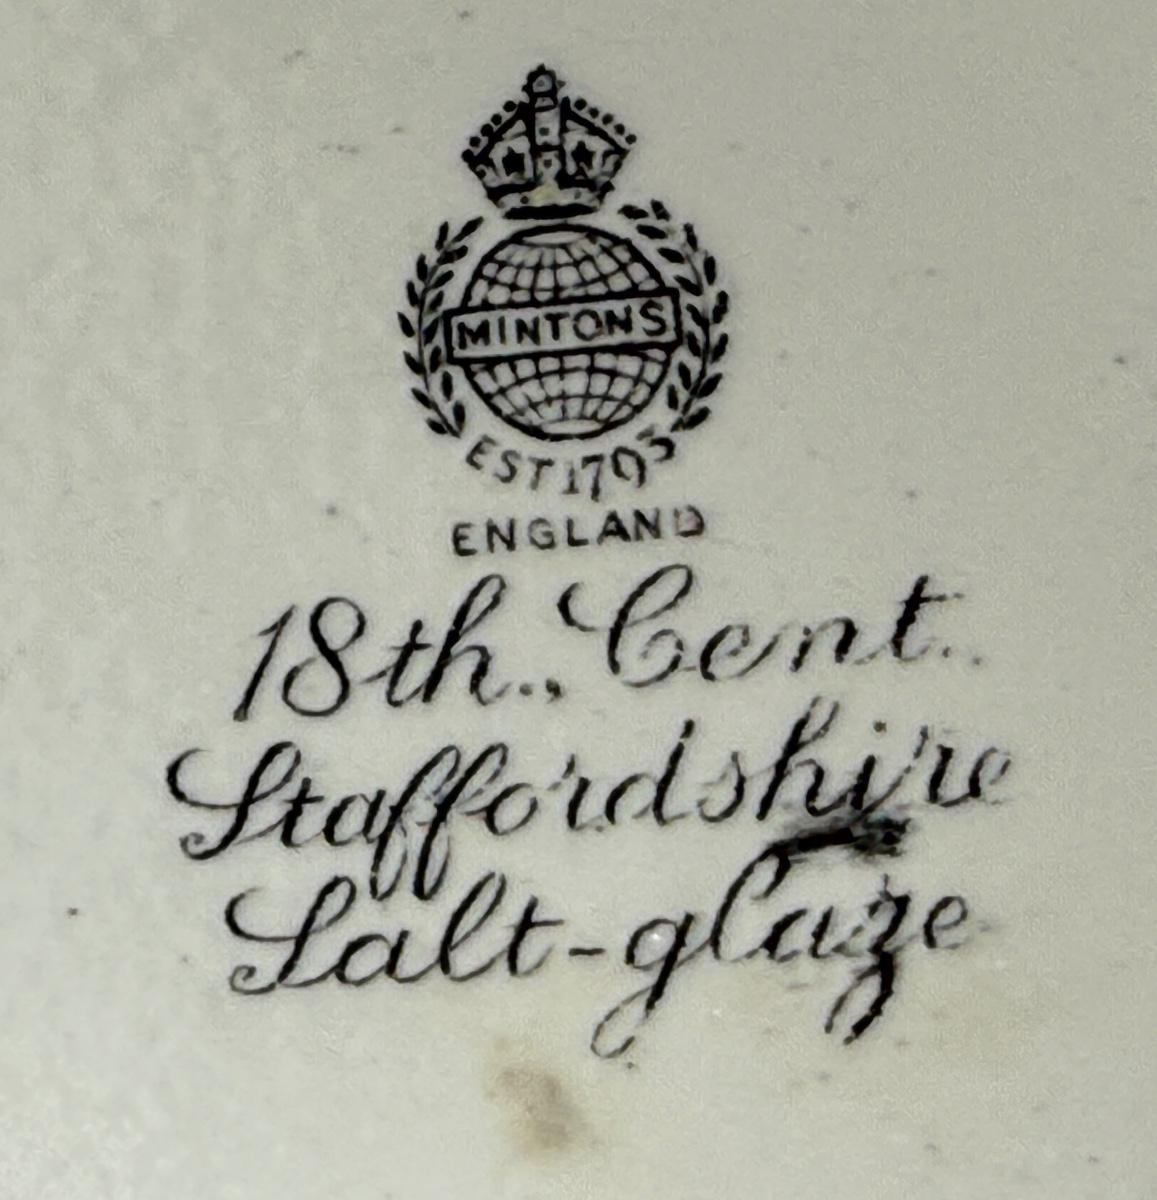 MINTONS
EST 1793
ENGLAND
18th., Cent.
Staffordshire
Salt-glaze